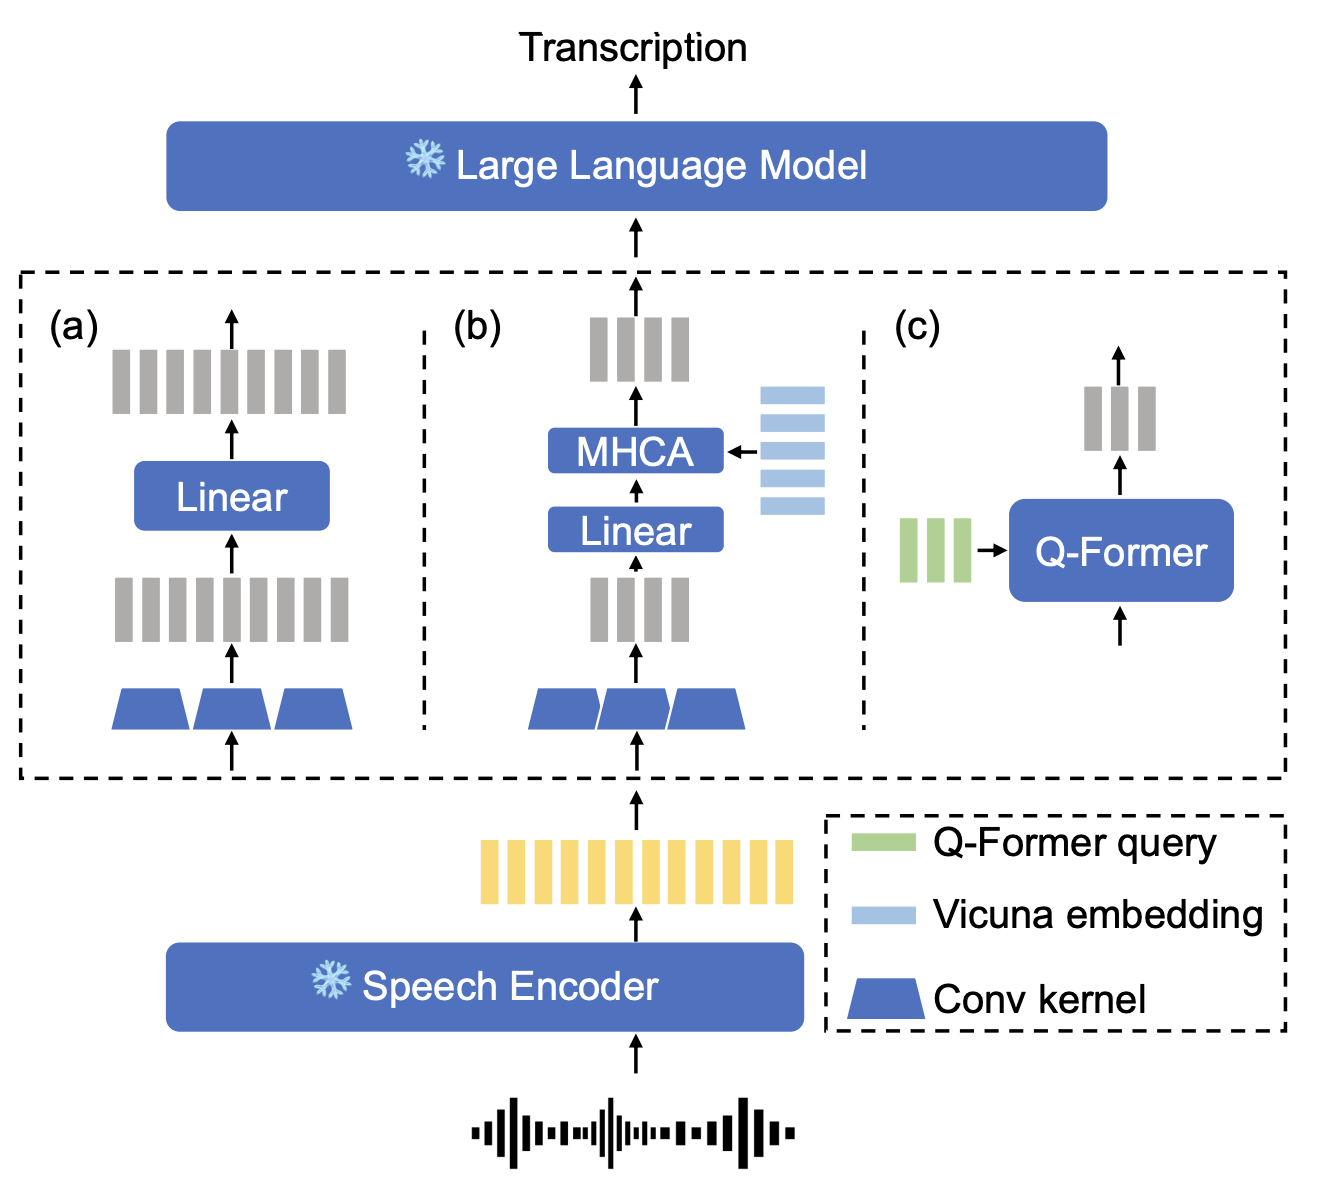 Transcription
Large Language Model
(a)
(b)
(c)
MHCA
Linear
Linear
Q-Former
Q-Former query
Vicuna embedding
Conv kernel
Speech Encoder